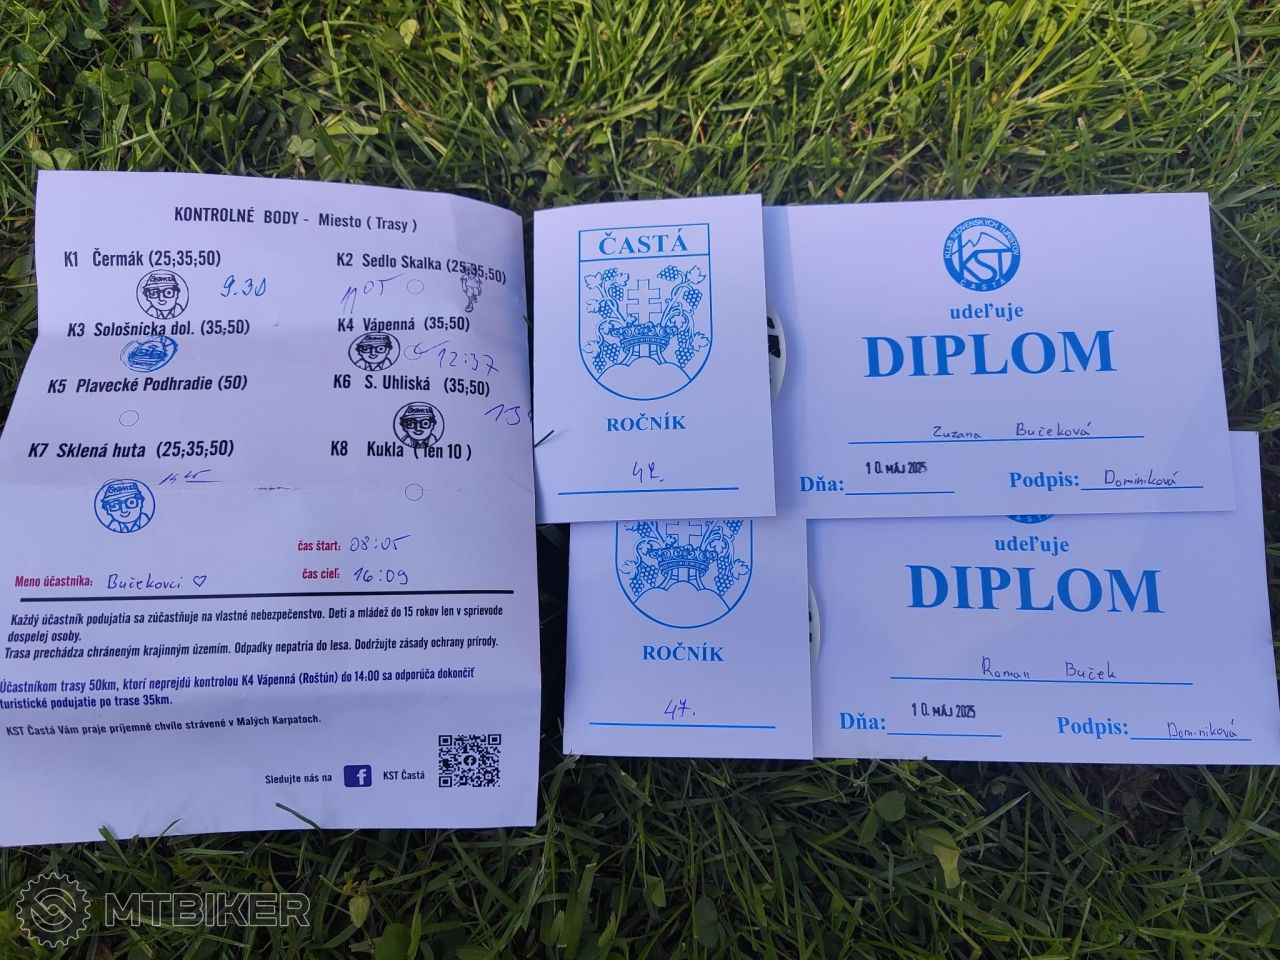 KONTROLNÉ BODY - Miesto ( Trasy )
K1 Čermák (25,35,50)
K2 Sedlo Skalka (25,35,50)
9.30
11 05
K3 Sološnícka dol. (35,50)
K4 Vápenná (35,50)
12:37
K5 Plavecké Podhradie (50)
K6 S. Uhliská (35,50)
K7 Sklená huta (25,35,50)
K8 Kukla ( len 10 )
čas štart: 08:05
Meno účastníka: Bučekovci ♡
čas cieľ: 16:09
Každý účastník podujatia sa zúčastňuje na vlastné nebezpečenstvo. Deti a mládež do 15 rokov len v sprievode
dospelej osoby.
Trasa prechádza chráneným krajinným územím. Odpadky nepatria do lesa. Dodržujte zásady ochrany prírody.
Účastníkom trasy 50km, ktorí neprejdú kontrolou K4 Vápenná (Roštún) do 14:00 sa odporúča dokončiť
turistické podujatie po trase 35km.
KST Častá Vám praje príjemné chvíle strávené v Malých Karpatoch.
Sledujte nás na
f
KST Častá
ČASTÁ
ROČNÍK
47.
KLUB SLOVENSKÝCH TURISTOV
KST
ČASTÁ
udeľuje
DIPLOM
Zuzana Bučeková
Dňa: 10. MÁJ 2025
Podpis: Dominiková
ROČNÍK
47.
udeľuje
DIPLOM
Roman Buček
Dňa: 10. MÁJ 2025
Podpis: Dominiková
MTBIKER